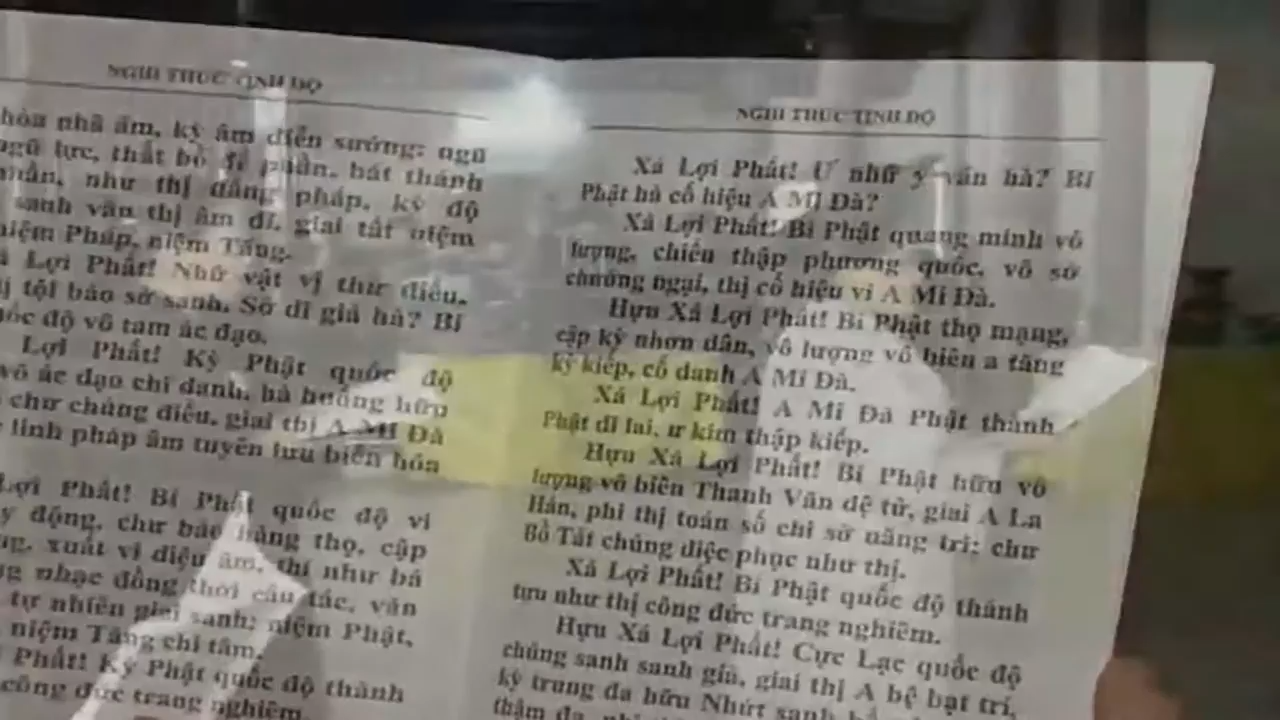 NGHI THỨC TỊNH ĐỘ
hòa nhã âm, kỳ âm diễn sướng: ngũ
ngũ lực, thất bồ đề phần, bát thánh
phần, như thị đẳng pháp, kỳ độ
sanh văn thị âm dĩ, giai tất niệm
niệm Pháp, niệm Tăng.
Lợi Phất! Nhữ vật vị thử điểu,
tội báo sở sanh. Sở dĩ giả hà? Bỉ
quốc độ vô tam ác đạo.
Lợi Phất! Kỳ Phật quốc độ
vô ác đạo chi danh, hà huống hữu
chư chúng điểu, giai thị A MI ĐÀ
linh pháp âm tuyên lưu biến hóa
Lợi Phất! Bỉ Phật quốc độ vi
động, chư bảo hàng thọ, cập
xuất vi diệu âm, thí như bá
nhạc đồng thời câu tác, văn
tự nhiên giai sanh: niệm Phật,
niệm Tăng chi tâm.
Phất! Kỳ Phật quốc độ thành
công đức trang nghiêm.
NGHI THỨC TỊNH ĐỘ
Xá Lợi Phất! Ư nhữ ý vân hà? Bỉ
Phật hà cố hiệu A MI Đà?
Xá Lợi Phất! Bỉ Phật quang minh vô
lượng, chiếu thập phương quốc, vô sở
chướng ngại, thị cố hiệu vi A Mi Đà.
Hựu Xá Lợi Phất! Bỉ Phật thọ mạng,
cập kỳ nhơn dân, vô lượng vô biên a tăng
kỳ kiếp, cố danh A Mi Đà.
Xá Lợi Phất! A Mi Đà Phật thành
Phật dĩ lai, ư kim thập kiếp.
Hựu Xá Lợi Phất! Bỉ Phật hữu vô
lượng vô biên Thanh Văn đệ tử, giai A La
Hán, phi thị toán số chi sở năng tri; chư
Bồ Tát chúng diệc phục như thị.
Xá Lợi Phất! Bỉ Phật quốc độ thành
tựu như thị công đức trang nghiêm.
Hựu Xá Lợi Phất! Cực Lạc quốc độ
chúng sanh sanh giả, giai thị A bệ bạt trí,
kỳ trung đa hữu Nhứt sanh
thậm đa, phi